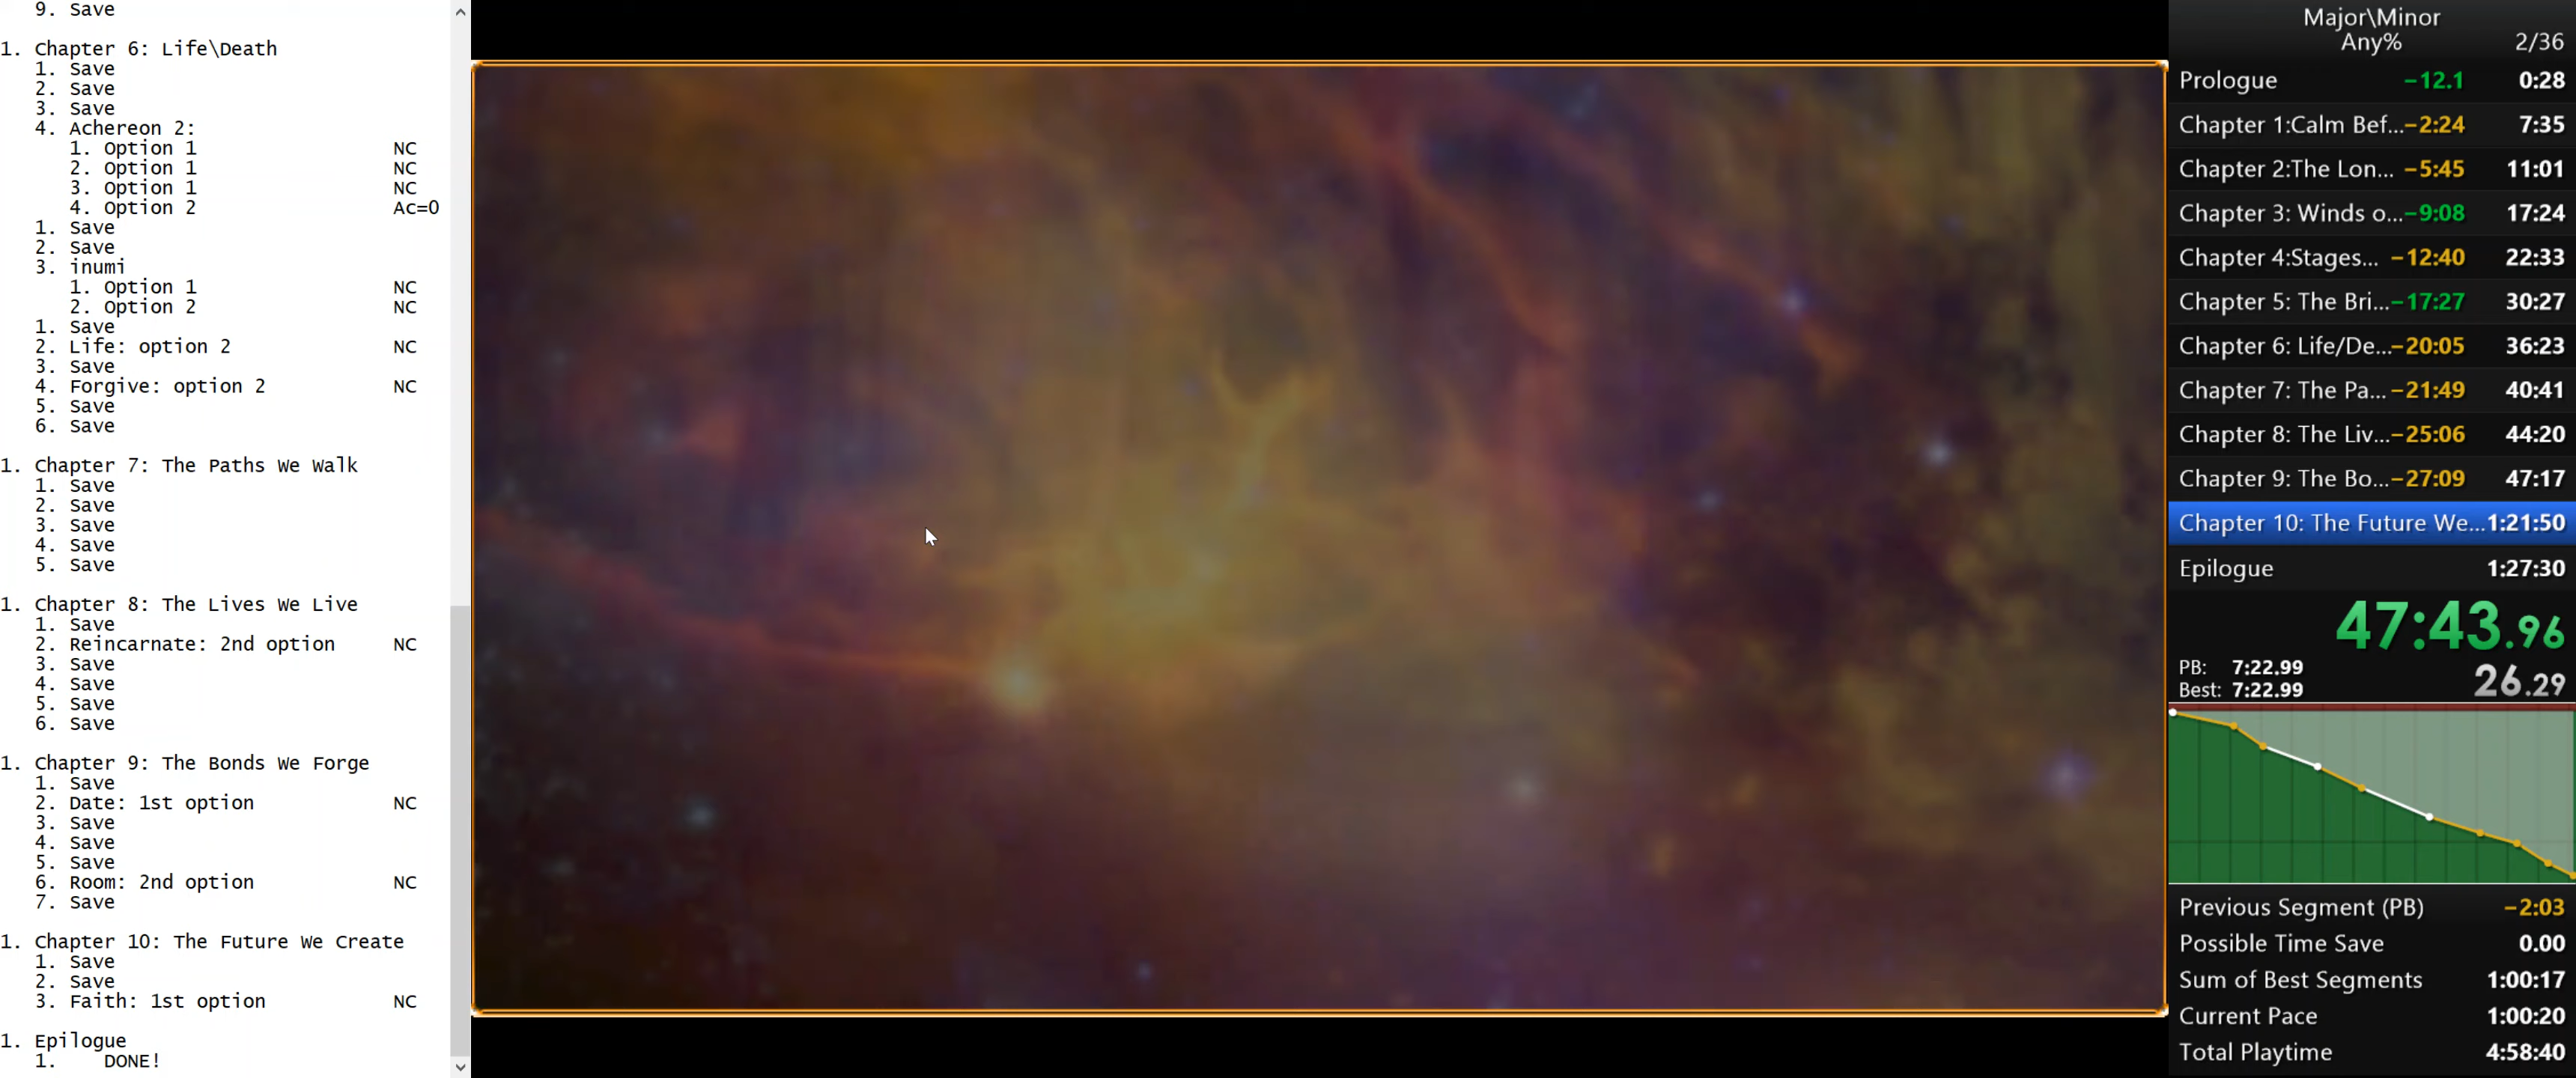 9. Save
1. Chapter 6: Life\Death
1. Save
2. Save
3. Save
4. Achereon 2:
1. Option 1 NC
2. Option 1 NC
3. Option 1 NC
4. Option 2 Ac=0
1. Save
2. Save
3. inumi
1. Option 1 NC
2. Option 2 NC
1. Save
2. Life: option 2 NC
3. Save
4. Forgive: option 2 NC
5. Save
6. Save
1. Chapter 7: The Paths We Walk
1. Save
2. Save
3. Save
4. Save
5. Save
1. Chapter 8: The Lives We Live
1. Save
2. Reincarnate: 2nd option NC
3. Save
4. Save
5. Save
6. Save
1. Chapter 9: The Bonds We Forge
1. Save
2. Date: 1st option NC
3. Save
4. Save
5. Save
6. Room: 2nd option NC
7. Save
1. Chapter 10: The Future We Create
1. Save
2. Save
3. Faith: 1st option NC
1. Epilogue
1. DONE!
Major\Minor
Any% 2/36
Prologue −12.1 0:28
Chapter 1:Calm Bef...−2:24 7:35
Chapter 2:The Lon... −5:45 11:01
Chapter 3: Winds o...−9:08 17:24
Chapter 4:Stages... −12:40 22:33
Chapter 5: The Bri...−17:27 30:27
Chapter 6: Life/De...−20:05 36:23
Chapter 7: The Pa...−21:49 40:41
Chapter 8: The Liv...−25:06 44:20
Chapter 9: The Bo...−27:09 47:17
Chapter 10: The Future We...1:21:50
Epilogue 1:27:30
47:43.96
PB: 7:22.99 26.29
Best: 7:22.99
Previous Segment (PB) −2:03
Possible Time Save 0.00
Sum of Best Segments 1:00:17
Current Pace 1:00:20
Total Playtime 4:58:40